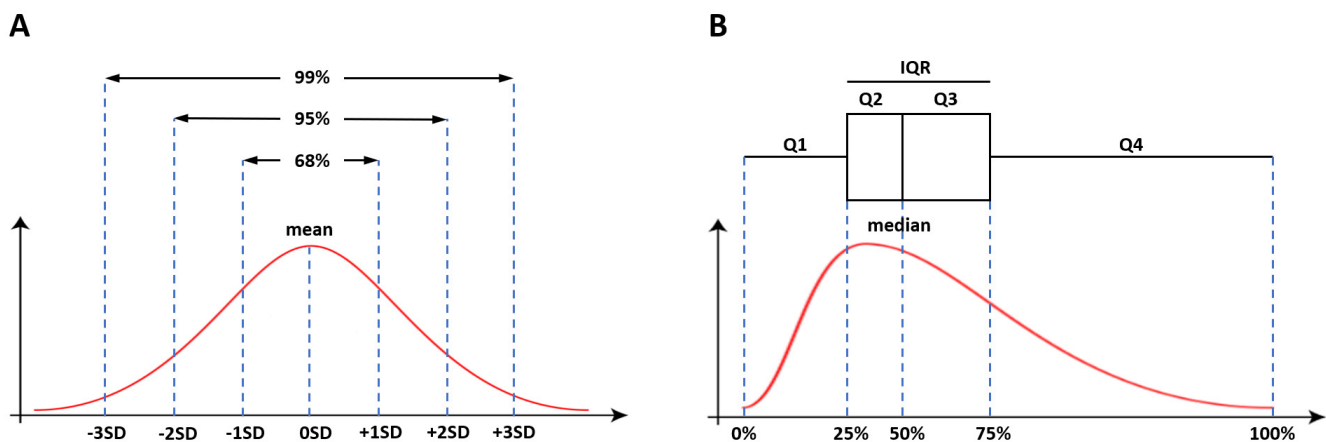 A
99%
95%
68%
mean
-3SD -2SD -1SD 0SD +1SD +2SD +3SD
B
IQR
Q2 Q3
Q1 Q4
median
0% 25% 50% 75% 100%